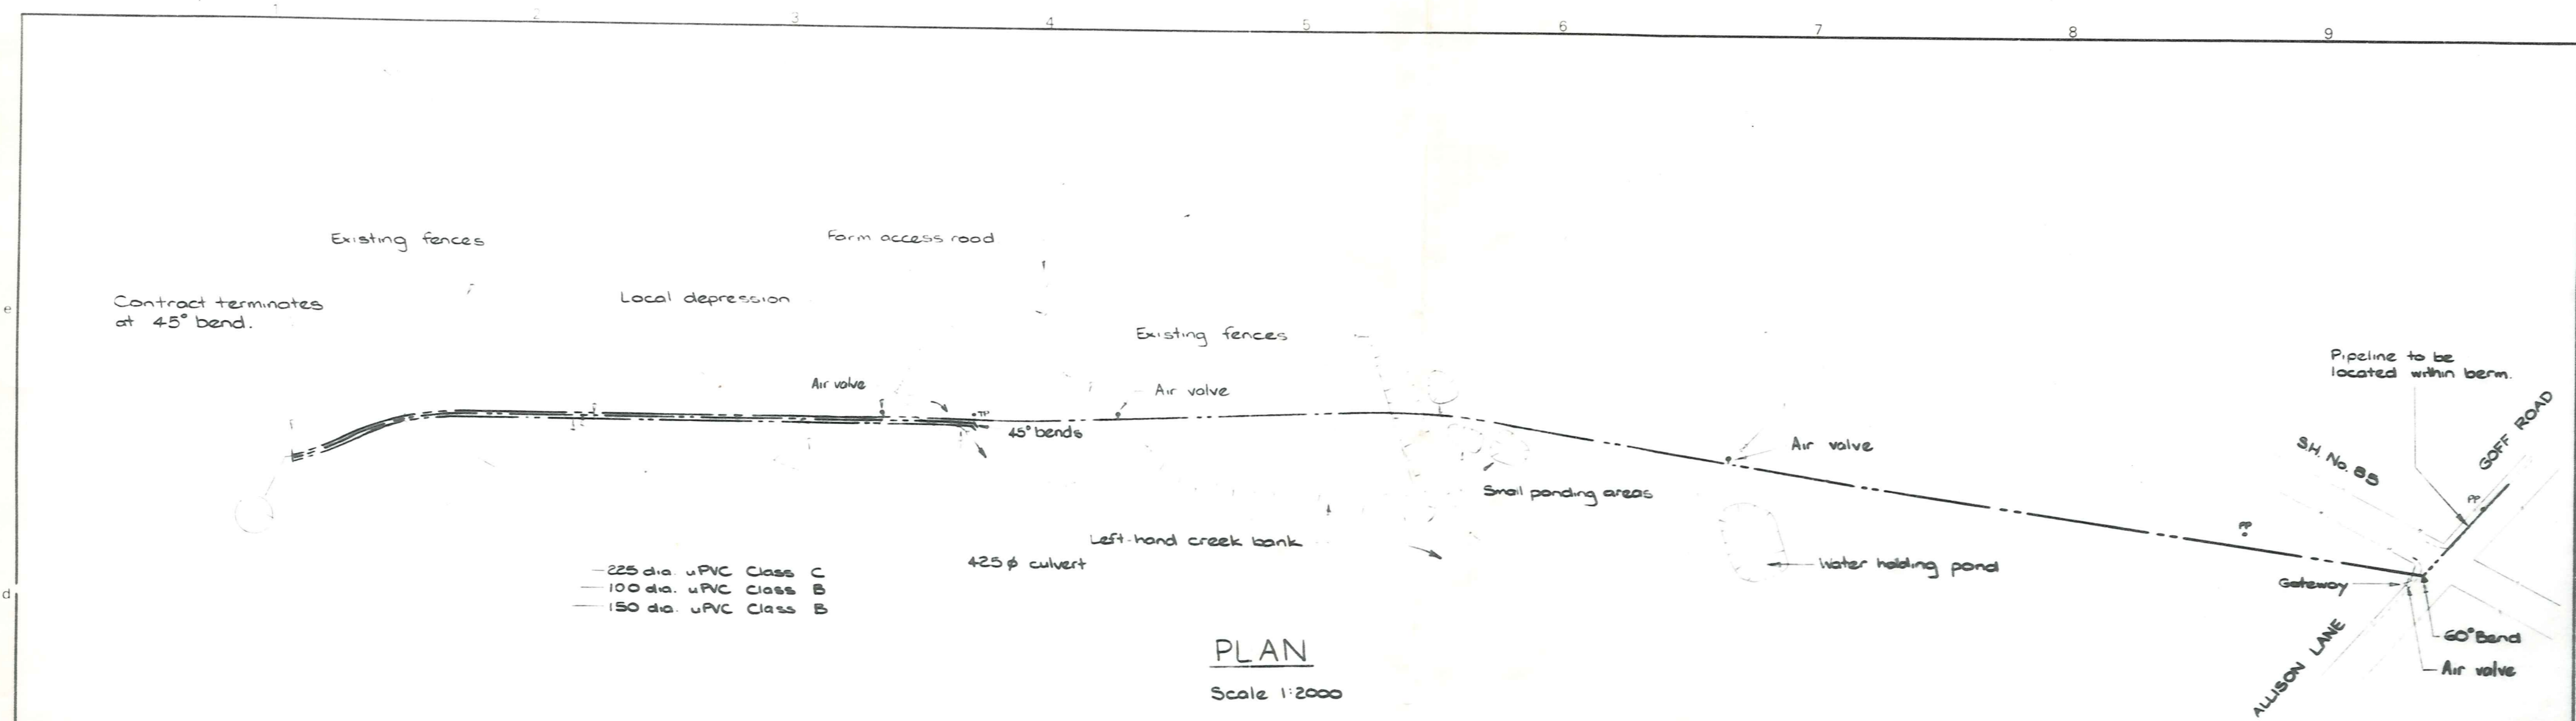 1 2 3 4 5 6 7 8 9
Existing fences
Farm access road
Contract terminates
at 45° bend.
Local depression
e
Existing fences
Pipeline to be
located within berm.
Air valve
Air valve
TP
45° bends
Air valve
GOFF ROAD
S.H. No. 85
PP
Small ponding areas
PP
Left-hand creek bank
425 ø culvert
Water holding pond
225 dia. uPVC Class C
100 dia. uPVC Class B
150 dia. uPVC Class B
Gateway
d
60° Bend
Air valve
ALLISON LANE
PLAN
Scale 1:2000